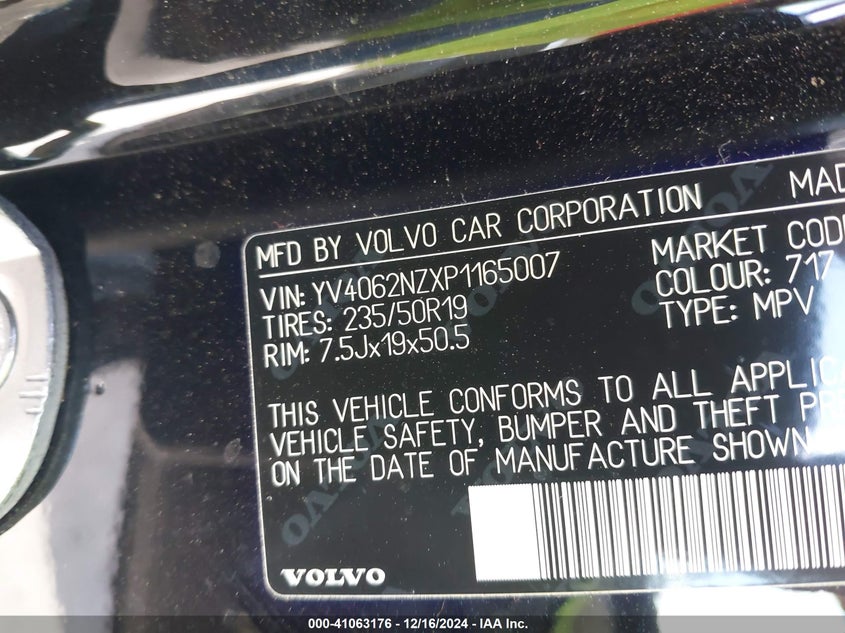 MFD BY VOLVO CAR CORPORATION
VIN: YV4062NZXP1165007
TIRES: 235/50R19
RIM: 7.5Jx19x50.5
MARKET
COLOUR: 717
TYPE: MPV
THIS VEHICLE CONFORMS TO ALL
VEHICLE SAFETY, BUMPER AND THEFT
ON THE DATE OF MANUFACTURE SHOWN
VOLVO
000-41063176 - 12/16/2024 - IAA Inc.